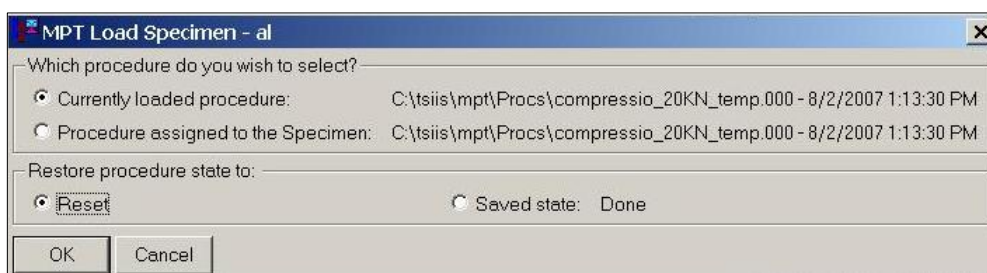 MPT Load Specimen - al
Which procedure do you wish to select?
Currently loaded procedure: C:\tsiis\mpt\Procs\compressio_20KN_temp.000 - 8/2/2007 1:13:30 PM
Procedure assigned to the Specimen: C:\tsiis\mpt\Procs\compressio_20KN_temp.000 - 8/2/2007 1:13:30 PM
Restore procedure state to:
Reset Saved state: Done
OK Cancel